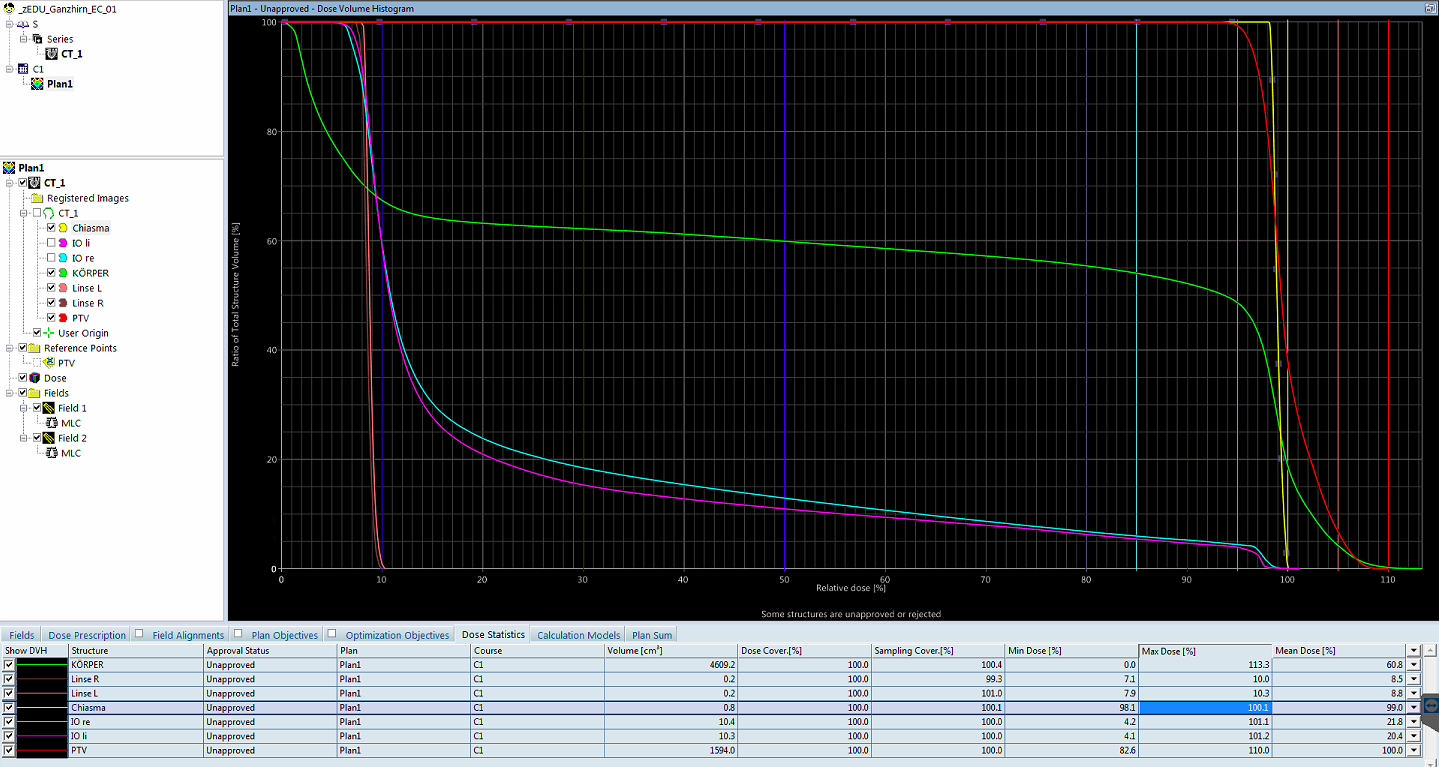 _zEDU_Ganzhirn_EC_01
S
Series
CT_1
C1
Plan1
Plan1
CT_1
Registered Images
CT_1
Chiasma
IO li
IO re
KÖRPER
Linse L
Linse R
PTV
User Origin
Reference Points
PTV
Dose
Fields
Field 1
MLC
Field 2
MLC
Plan1 - Unapproved - Dose Volume Histogram
Ratio of Total Structure Volume [%]
100
80
60
40
20
0
0 10 20 30 40 50 60 70 80 90 100 110
Relative dose [%]
Some structures are unapproved or rejected
Fields Dose Prescription Field Alignments Plan Objectives Optimization Objectives Dose Statistics Calculation Models Plan Sum
Show DVH Structure Approval Status Plan Course Volume [cm³] Dose Cover.[%] Sampling Cover.[%] Min Dose [%] Max Dose [%] Mean Dose [%]
KÖRPER Unapproved Plan1 C1 4609.2 100.0 100.4 0.0 113.3 60.8
Linse R Unapproved Plan1 C1 0.2 100.0 99.3 7.1 10.0 8.5
Linse L Unapproved Plan1 C1 0.2 100.0 101.0 7.9 10.3 8.8
Chiasma Unapproved Plan1 C1 0.8 100.0 100.1 98.1 100.1 99.0
IO re Unapproved Plan1 C1 10.4 100.0 100.0 4.2 101.1 21.8
IO li Unapproved Plan1 C1 10.3 100.0 100.0 4.1 101.2 20.4
PTV Unapproved Plan1 C1 1594.0 100.0 100.0 82.6 110.0 100.0